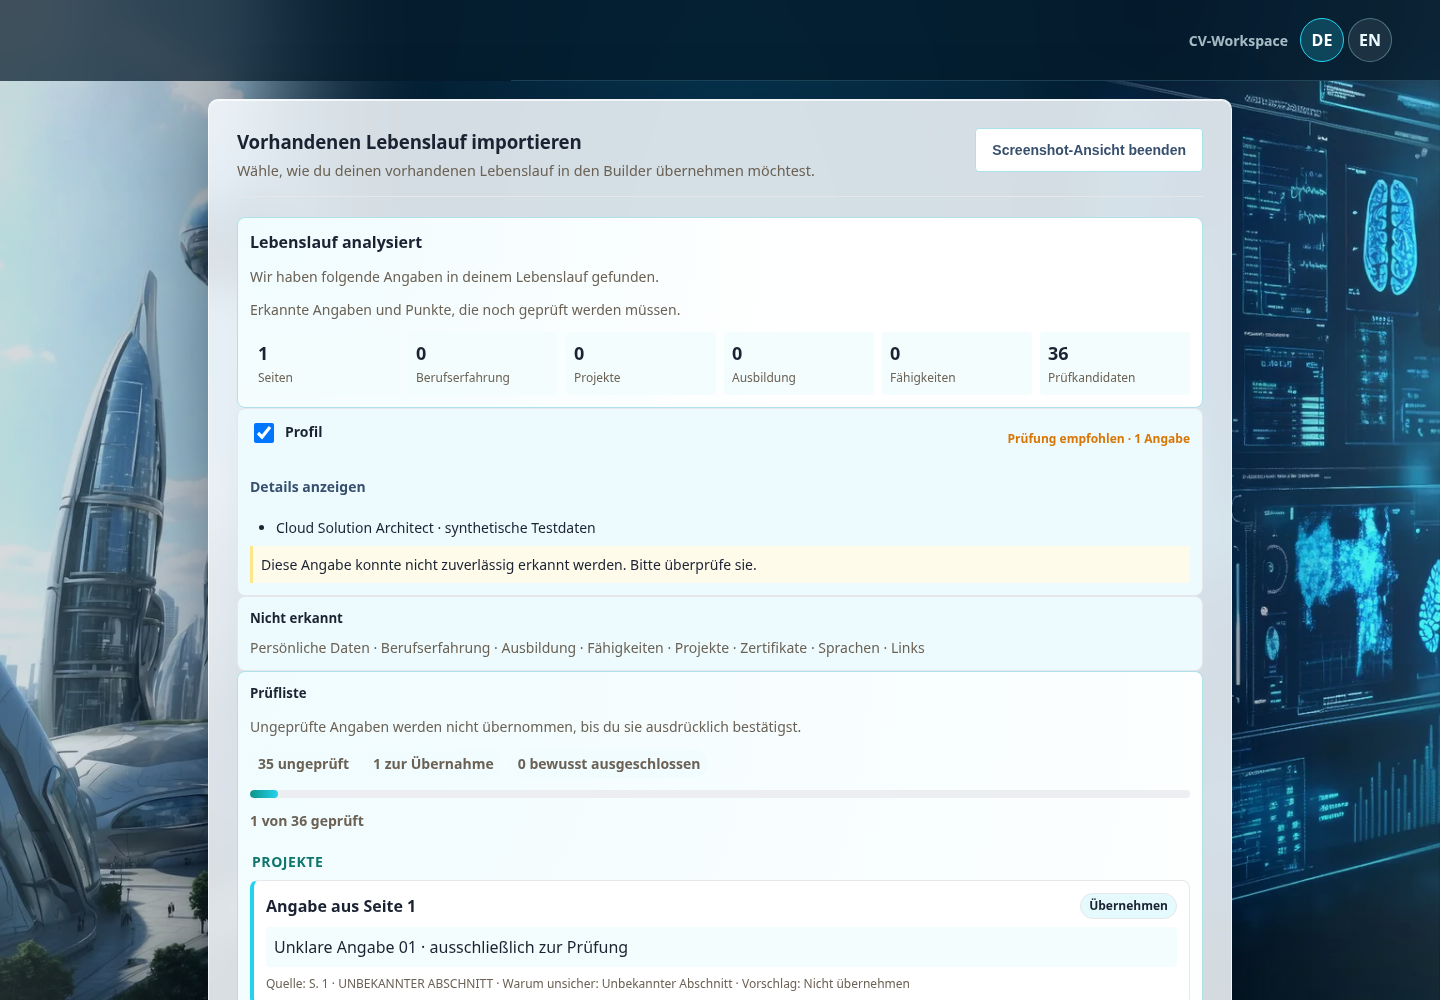 CV-Workspace DE EN
Vorhandenen Lebenslauf importieren
Screenshot-Ansicht beenden
Wähle, wie du deinen vorhandenen Lebenslauf in den Builder übernehmen möchtest.
Lebenslauf analysiert
Wir haben folgende Angaben in deinem Lebenslauf gefunden.
Erkannte Angaben und Punkte, die noch geprüft werden müssen.
1 0 0 0 0 36
Seiten Berufserfahrung Projekte Ausbildung Fähigkeiten Prüfkandidaten
Profil
Prüfung empfohlen · 1 Angabe
Details anzeigen
• Cloud Solution Architect · synthetische Testdaten
Diese Angabe konnte nicht zuverlässig erkannt werden. Bitte überprüfe sie.
Nicht erkannt
Persönliche Daten · Berufserfahrung · Ausbildung · Fähigkeiten · Projekte · Zertifikate · Sprachen · Links
Prüfliste
Ungeprüfte Angaben werden nicht übernommen, bis du sie ausdrücklich bestätigst.
35 ungeprüft 1 zur Übernahme 0 bewusst ausgeschlossen
1 von 36 geprüft
PROJEKTE
Angabe aus Seite 1 Übernehmen
Unklare Angabe 01 · ausschließlich zur Prüfung
Quelle: S. 1 · UNBEKANNTER ABSCHNITT · Warum unsicher: Unbekannter Abschnitt · Vorschlag: Nicht übernehmen